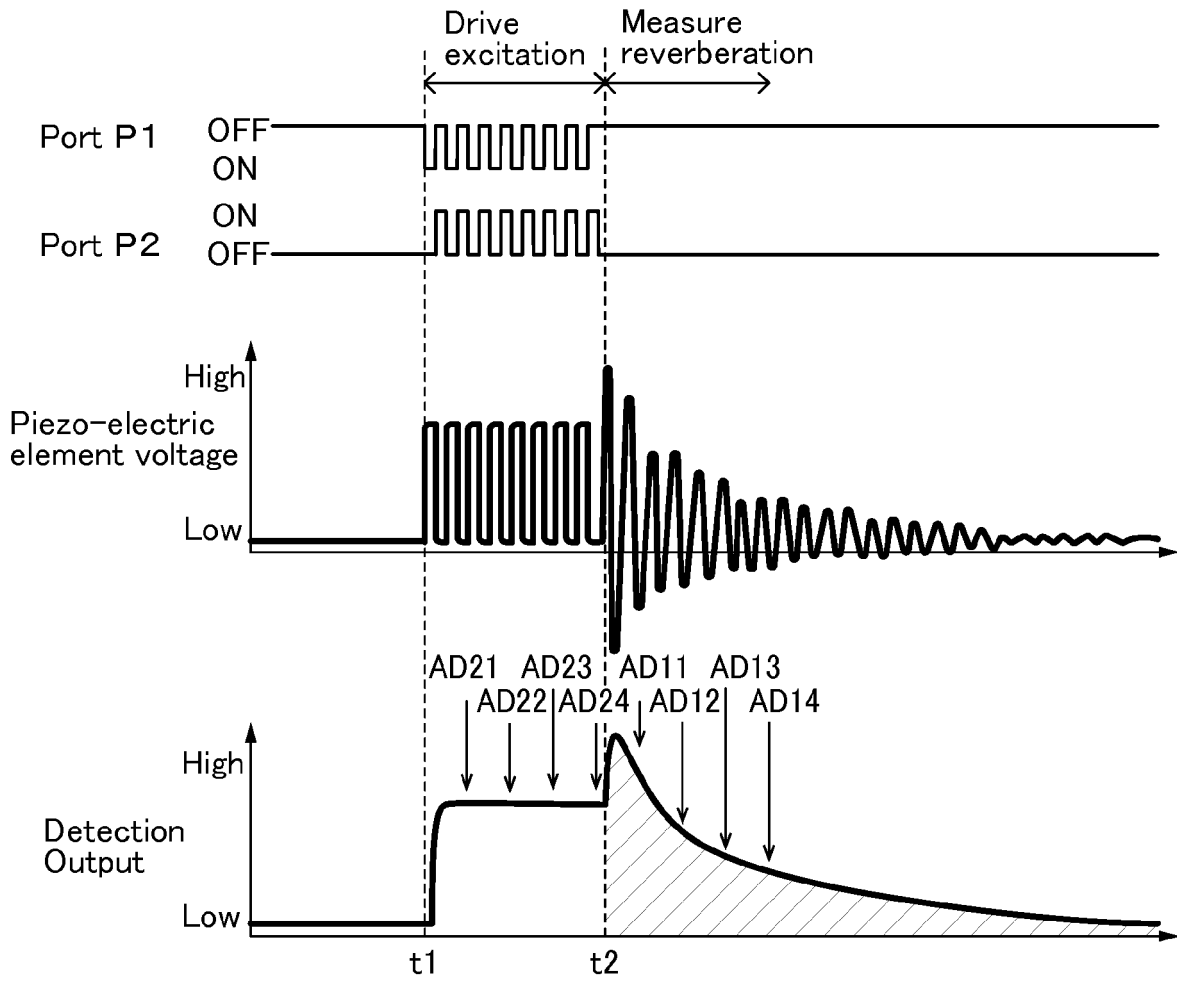 Drive
excitation
Measure
reverberation
Port P1
OFF
ON
Port P2
ON
OFF
High
Piezo-electric
element voltage
Low
AD21
AD23
AD11
AD13
AD22
AD24
AD12
AD14
High
Detection
Output
Low
t1
t2